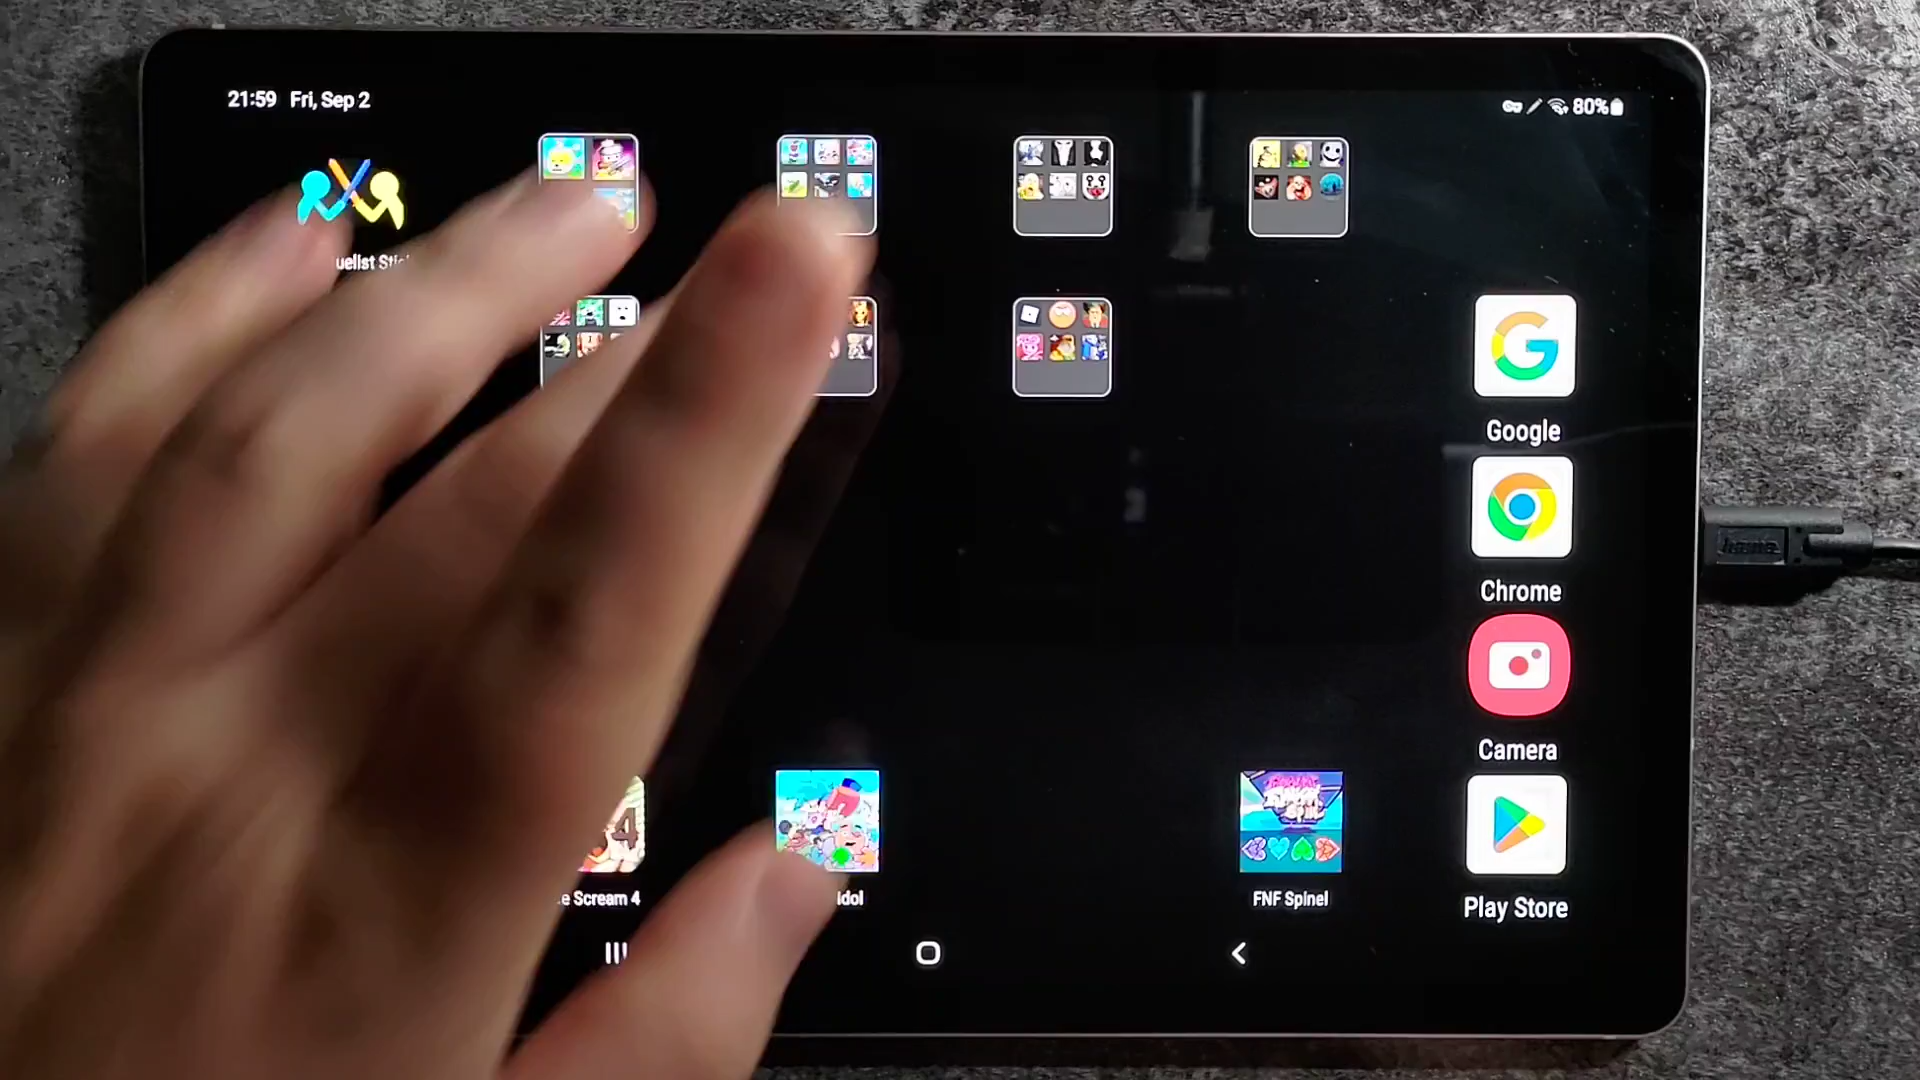 21:59 Fri, Sep 2
80%
uelist Sti
Google
Chrome
Camera
4
e Scream 4
idol
FNF Spinel
Play Store
hama